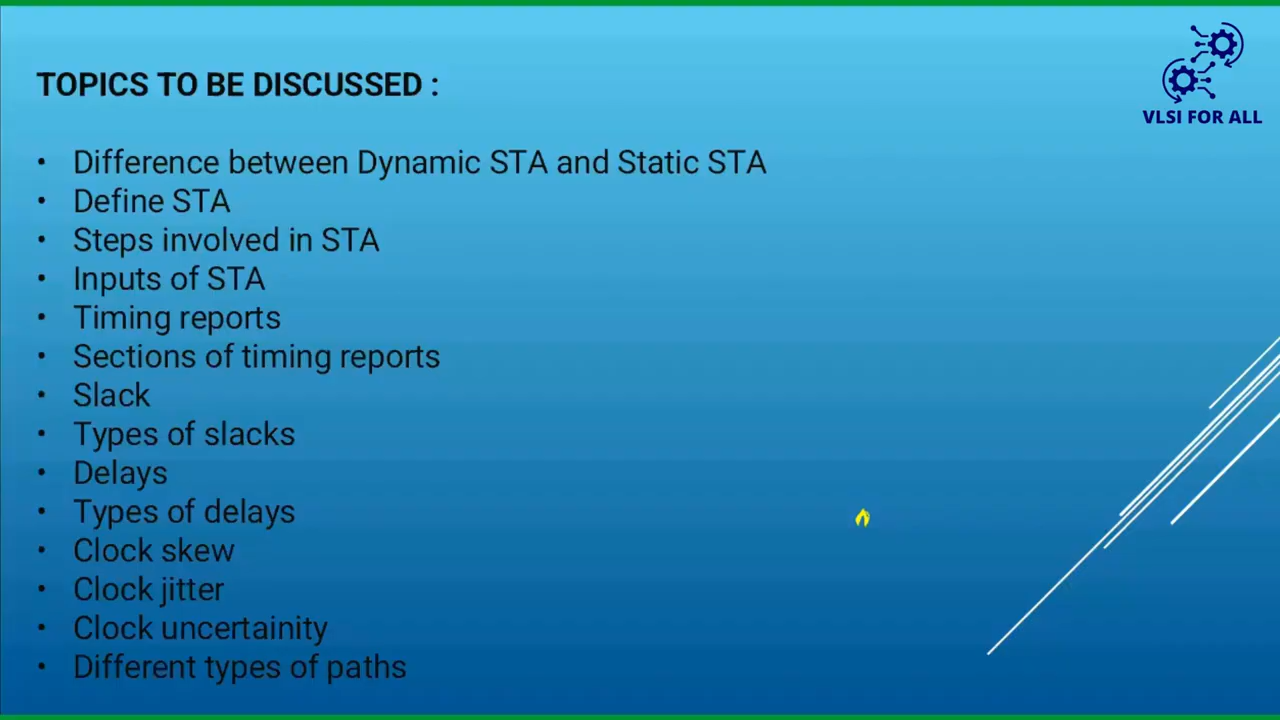 VLSI FOR ALL
TOPICS TO BE DISCUSSED :
• Difference between Dynamic STA and Static STA
• Define STA
• Steps involved in STA
• Inputs of STA
• Timing reports
• Sections of timing reports
• Slack
• Types of slacks
• Delays
• Types of delays
• Clock skew
• Clock jitter
• Clock uncertainity
• Different types of paths